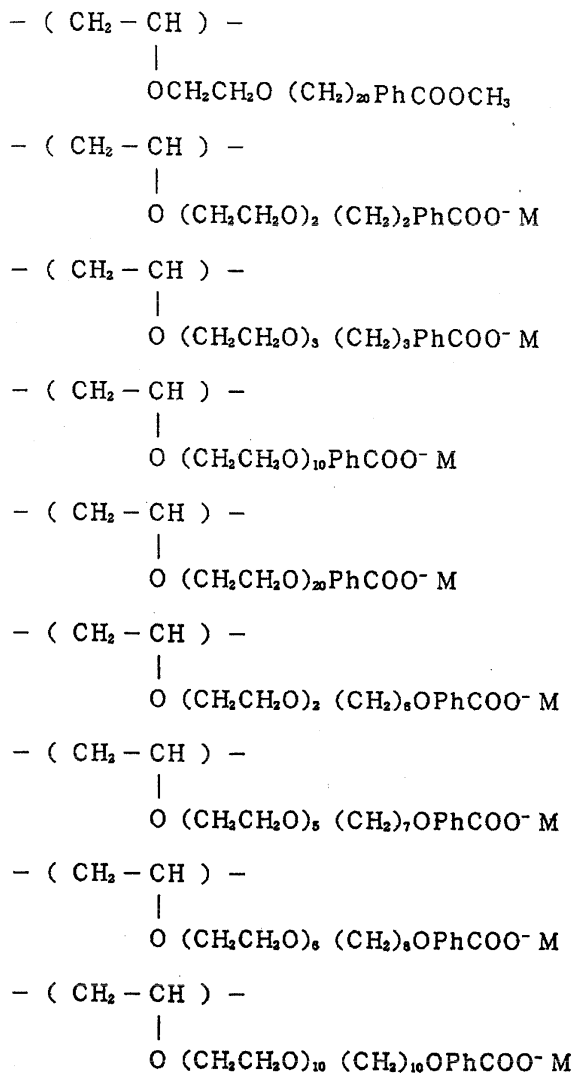 — ( CH₂ — CH ) —
|
OCH₂CH₂O (CH₂)₂₀PhCOOCH₃
— ( CH₂ — CH ) —
|
O (CH₂CH₂O)₂ (CH₂)₂PhCOO⁻ M
— ( CH₂ — CH ) —
|
O (CH₂CH₂O)₃ (CH₂)₃PhCOO⁻ M
— ( CH₂ — CH ) —
|
O (CH₂CH₂O)₁₀PhCOO⁻ M
— ( CH₂ — CH ) —
|
O (CH₂CH₂O)₂₀PhCOO⁻ M
— ( CH₂ — CH ) —
|
O (CH₂CH₂O)₂ (CH₂)OPhCOO⁻ M
— ( CH₂ — CH ) —
|
O (CH₂CH₂O)₅ (CH₂)₇OPhCOO⁻ M
— ( CH₂ — CH ) —
|
O (CH₂CH₂O)₆ (CH₂)₈OPhCOO⁻ M
— ( CH₂ — CH ) —
|
O (CH₂CH₂O)₁₀ (CH₂)₁₀OPhCOO⁻ M